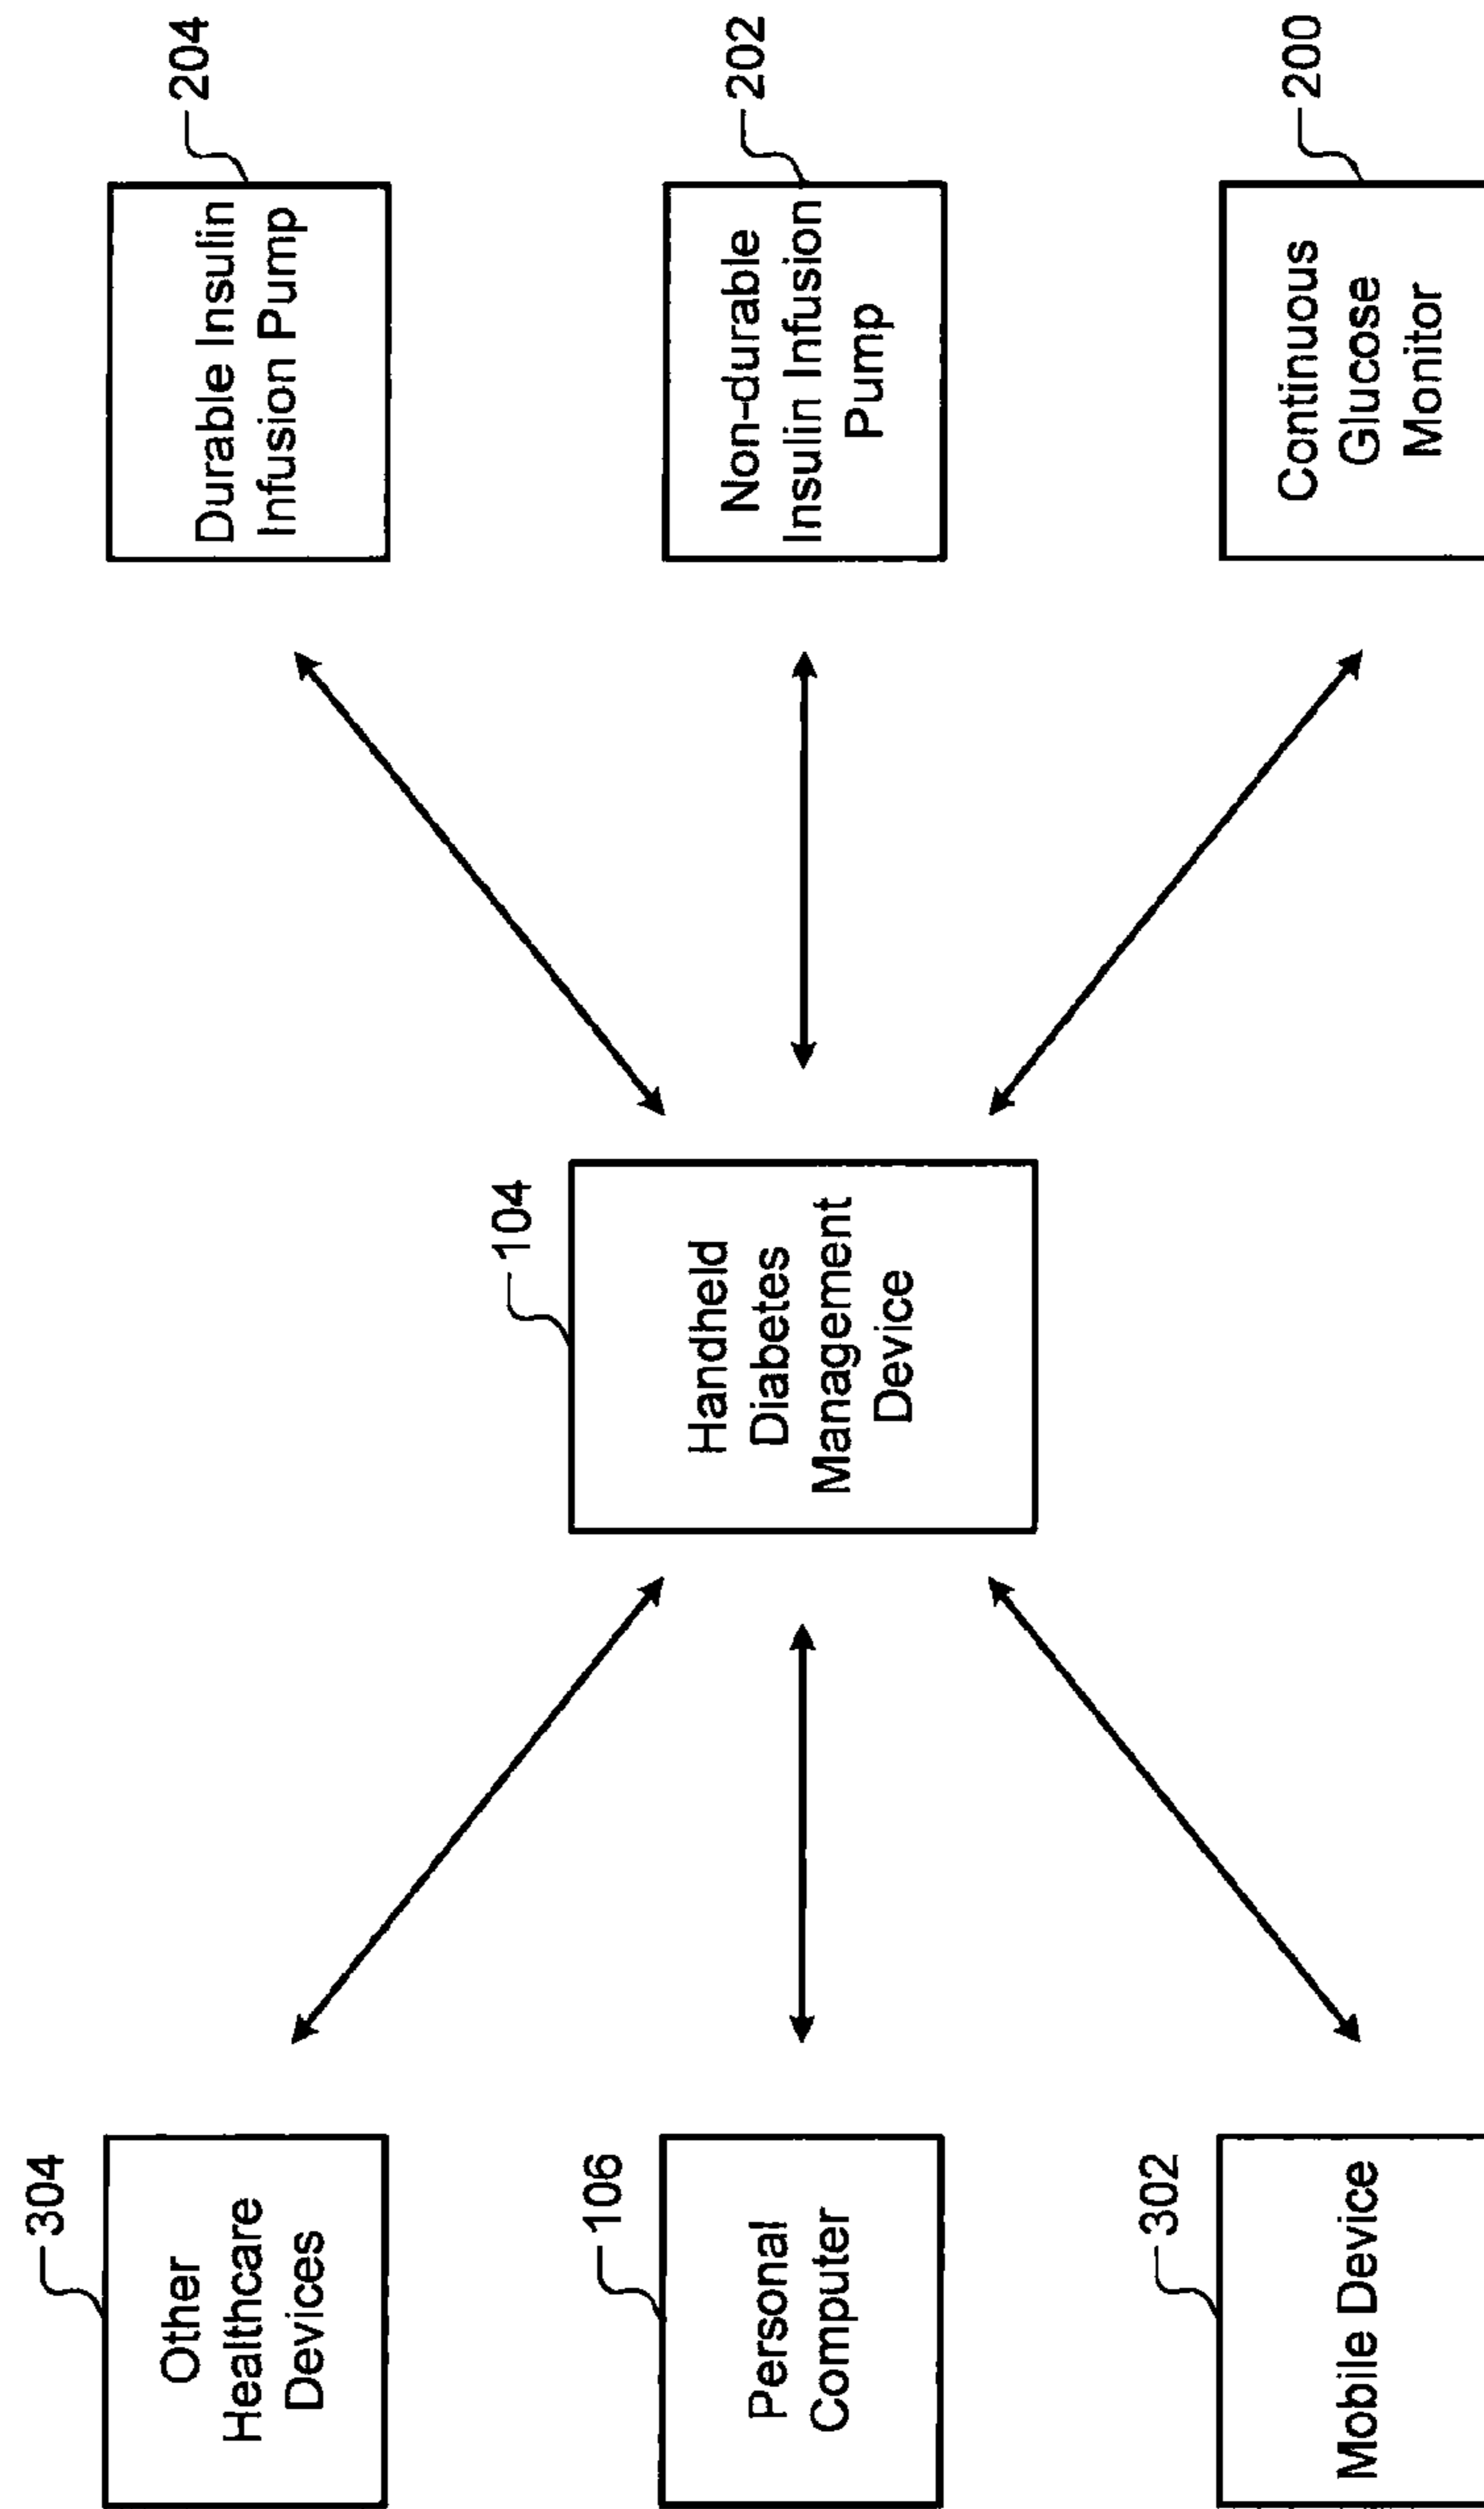 304
Other
Healthcare
Devices
106
Personal
Computer
302
Mobile Device
104
Handheld
Diabetes
Management
Device
204
Durable Insulin
Infusion Pump
202
Non-durable
Insulin Infusion
Pump
200
Continuous
Glucose
Monitor